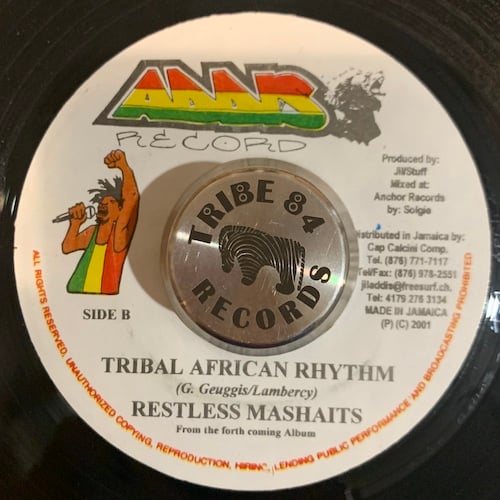 ADDIS
RECORD
Produced by:
Jil/Stuff
Mixed at:
Anchor Records
by: Solgie
Distributed in Jamaica by:
Cap Calcini Comp.
Tel. (876) 771-7117
Tel/Fax: (876) 978-2551
jiladdis@freesurf.ch.
Tel: 4179 276 3134
MADE IN JAMAICA
(P) (C) 2001
TRIBE 84
RECORDS
SIDE B
TRIBAL AFRICAN RHYTHM
(G. Geuggis/Lambercy)
RESTLESS MASHAITS
From the forth coming Album
ALL RIGHTS RESERVED, UNAUTHORIZED COPYING, REPRODUCTION, HIRING, LENDING PUBLIC PERFORMANCE AND BROADCASTING PROHIBITED